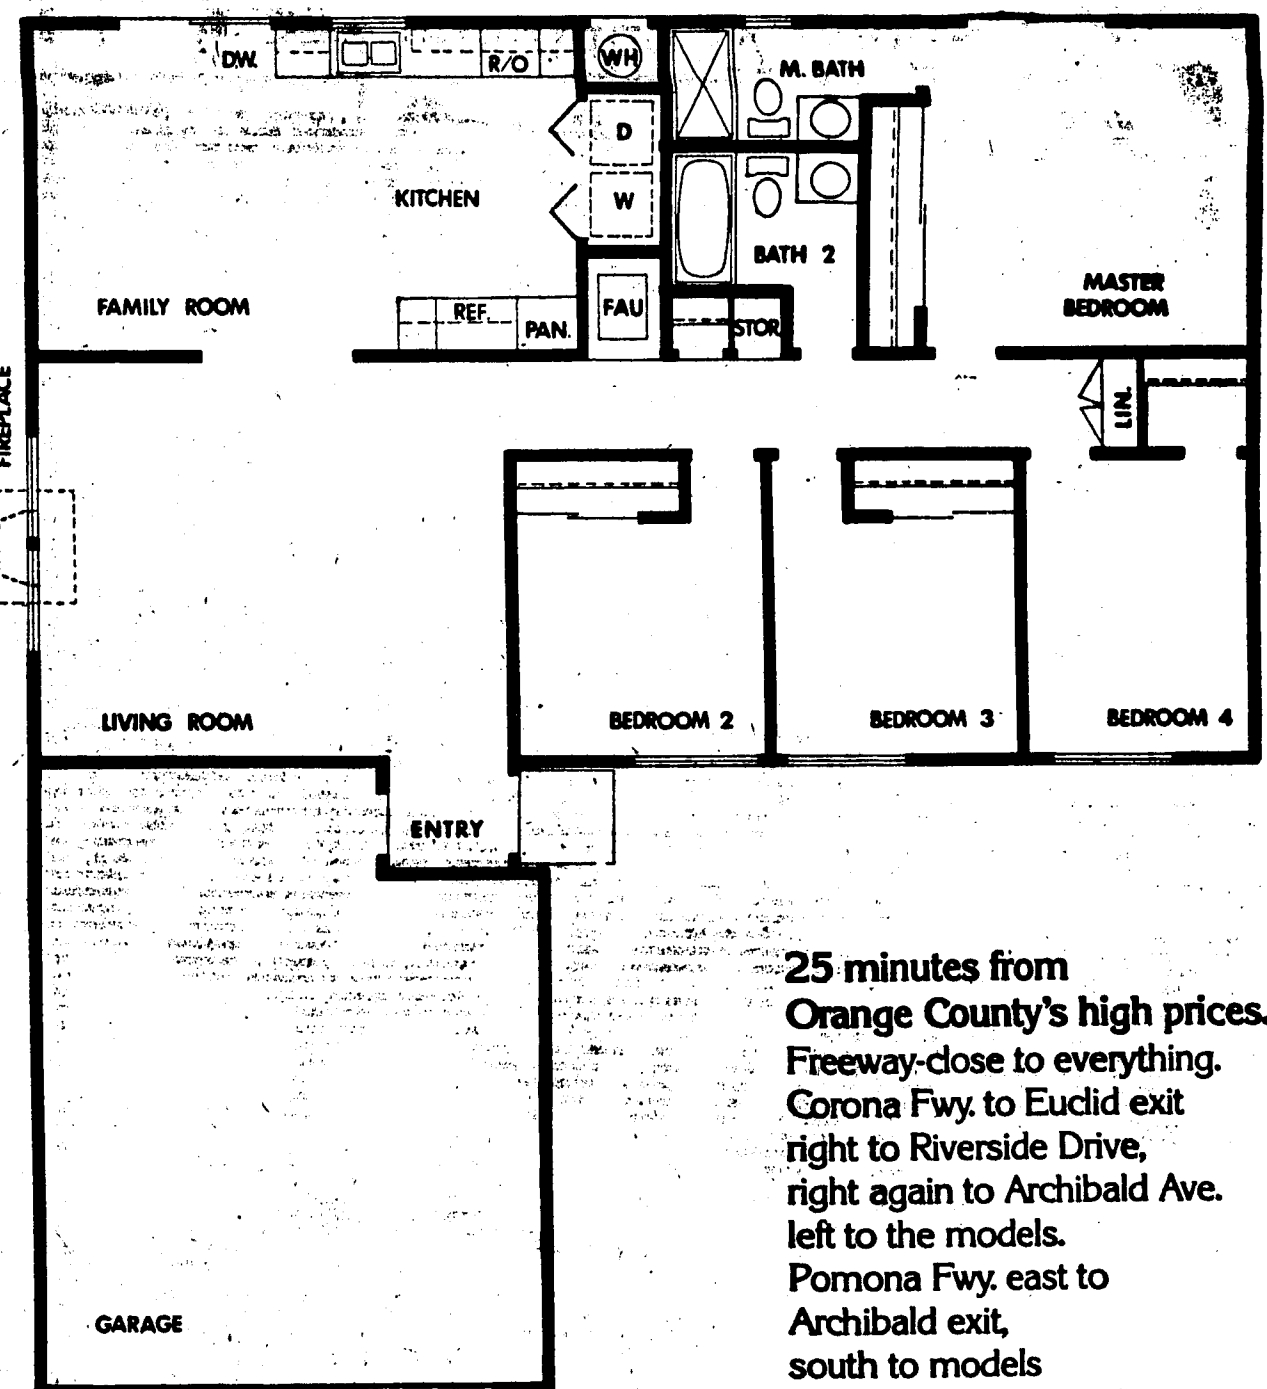 D.W.
R/O
WH
M. BATH
D
KITCHEN
W
BATH 2
MASTER
BEDROOM
FAMILY ROOM
REF.
PAN.
FAU
STOR.
FIREPLACE
LIN.
LIVING ROOM
BEDROOM 2
BEDROOM 3
BEDROOM 4
ENTRY
GARAGE
25 minutes from
Orange County's high prices.
Freeway-close to everything.
Corona Fwy. to Euclid exit
right to Riverside Drive,
right again to Archibald Ave.
left to the models.
Pomona Fwy. east to
Archibald exit,
south to models